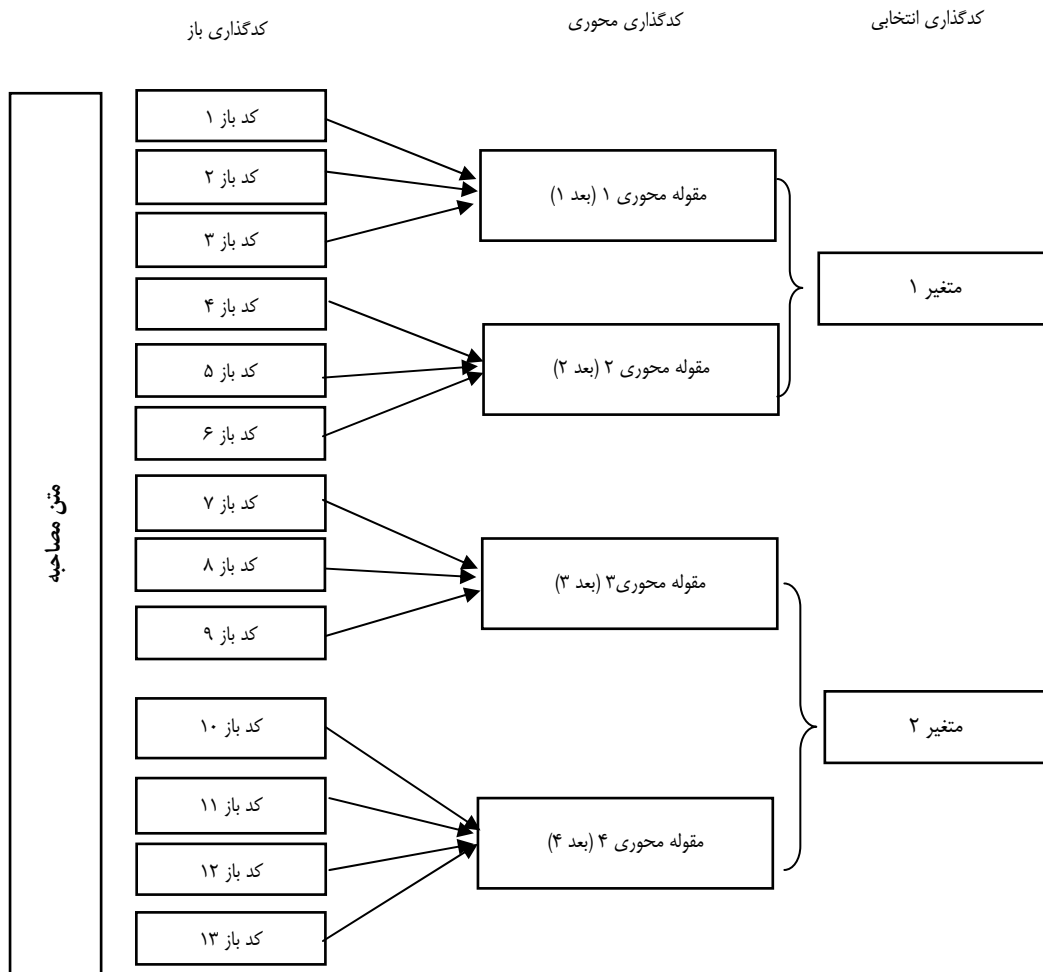 کدگذاری انتخابی
کدگذاری محوری
کدگذاری باز
متن مصاحبه
کد باز ۱
کد باز ۲
کد باز ۳
کد باز ۴
کد باز ۵
کد باز ۶
کد باز ۷
کد باز ۸
کد باز ۹
کد باز ۱۰
کد باز ۱۱
کد باز ۱۲
کد باز ۱۳
مقوله محوری ۱ (بعد ۱)
مقوله محوری ۲ (بعد ۲)
مقوله محوری۳ (بعد ۳)
مقوله محوری ۴ (بعد ۴)
متغیر ۱
متغیر ۲